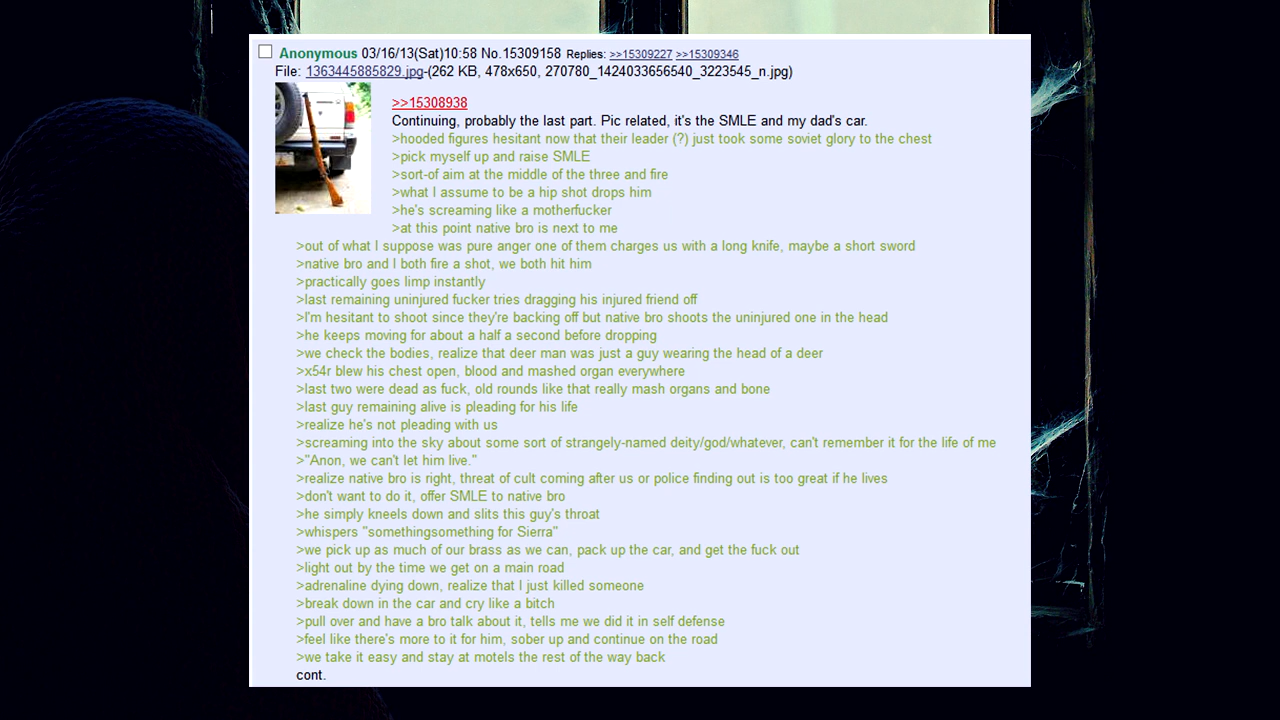 Anonymous 03/16/13(Sat)10:58 No.15309158 Replies: >>15309227 >>15309346
File: 1363445885829.jpg-(262 KB, 478x650, 270780_1424033656540_3223545_n.jpg)
>>15308938
Continuing, probably the last part. Pic related, it's the SMLE and my dad's car.
>hooded figures hesitant now that their leader (?) just took some soviet glory to the chest
>pick myself up and raise SMLE
>sort-of aim at the middle of the three and fire
>what I assume to be a hip shot drops him
>he's screaming like a motherfucker
>at this point native bro is next to me
>out of what I suppose was pure anger one of them charges us with a long knife, maybe a short sword
>native bro and I both fire a shot, we both hit him
>practically goes limp instantly
>last remaining uninjured fucker tries dragging his injured friend off
>I'm hesitant to shoot since they're backing off but native bro shoots the uninjured one in the head
>he keeps moving for about a half a second before dropping
>we check the bodies, realize that deer man was just a guy wearing the head of a deer
>x54r blew his chest open, blood and mashed organ everywhere
>last two were dead as fuck, old rounds like that really mash organs and bone
>last guy remaining alive is pleading for his life
>realize he's not pleading with us
>screaming into the sky about some sort of strangely-named deity/god/whatever, can't remember it for the life of me
>"Anon, we can't let him live."
>realize native bro is right, threat of cult coming after us or police finding out is too great if he lives
>don't want to do it, offer SMLE to native bro
>he simply kneels down and slits this guy's throat
>whispers "somethingsomething for Sierra"
>we pick up as much of our brass as we can, pack up the car, and get the fuck out
>light out by the time we get on a main road
>adrenaline dying down, realize that I just killed someone
>break down in the car and cry like a bitch
>pull over and have a bro talk about it, tells me we did it in self defense
>feel like there's more to it for him, sober up and continue on the road
>we take it easy and stay at motels the rest of the way back
cont.